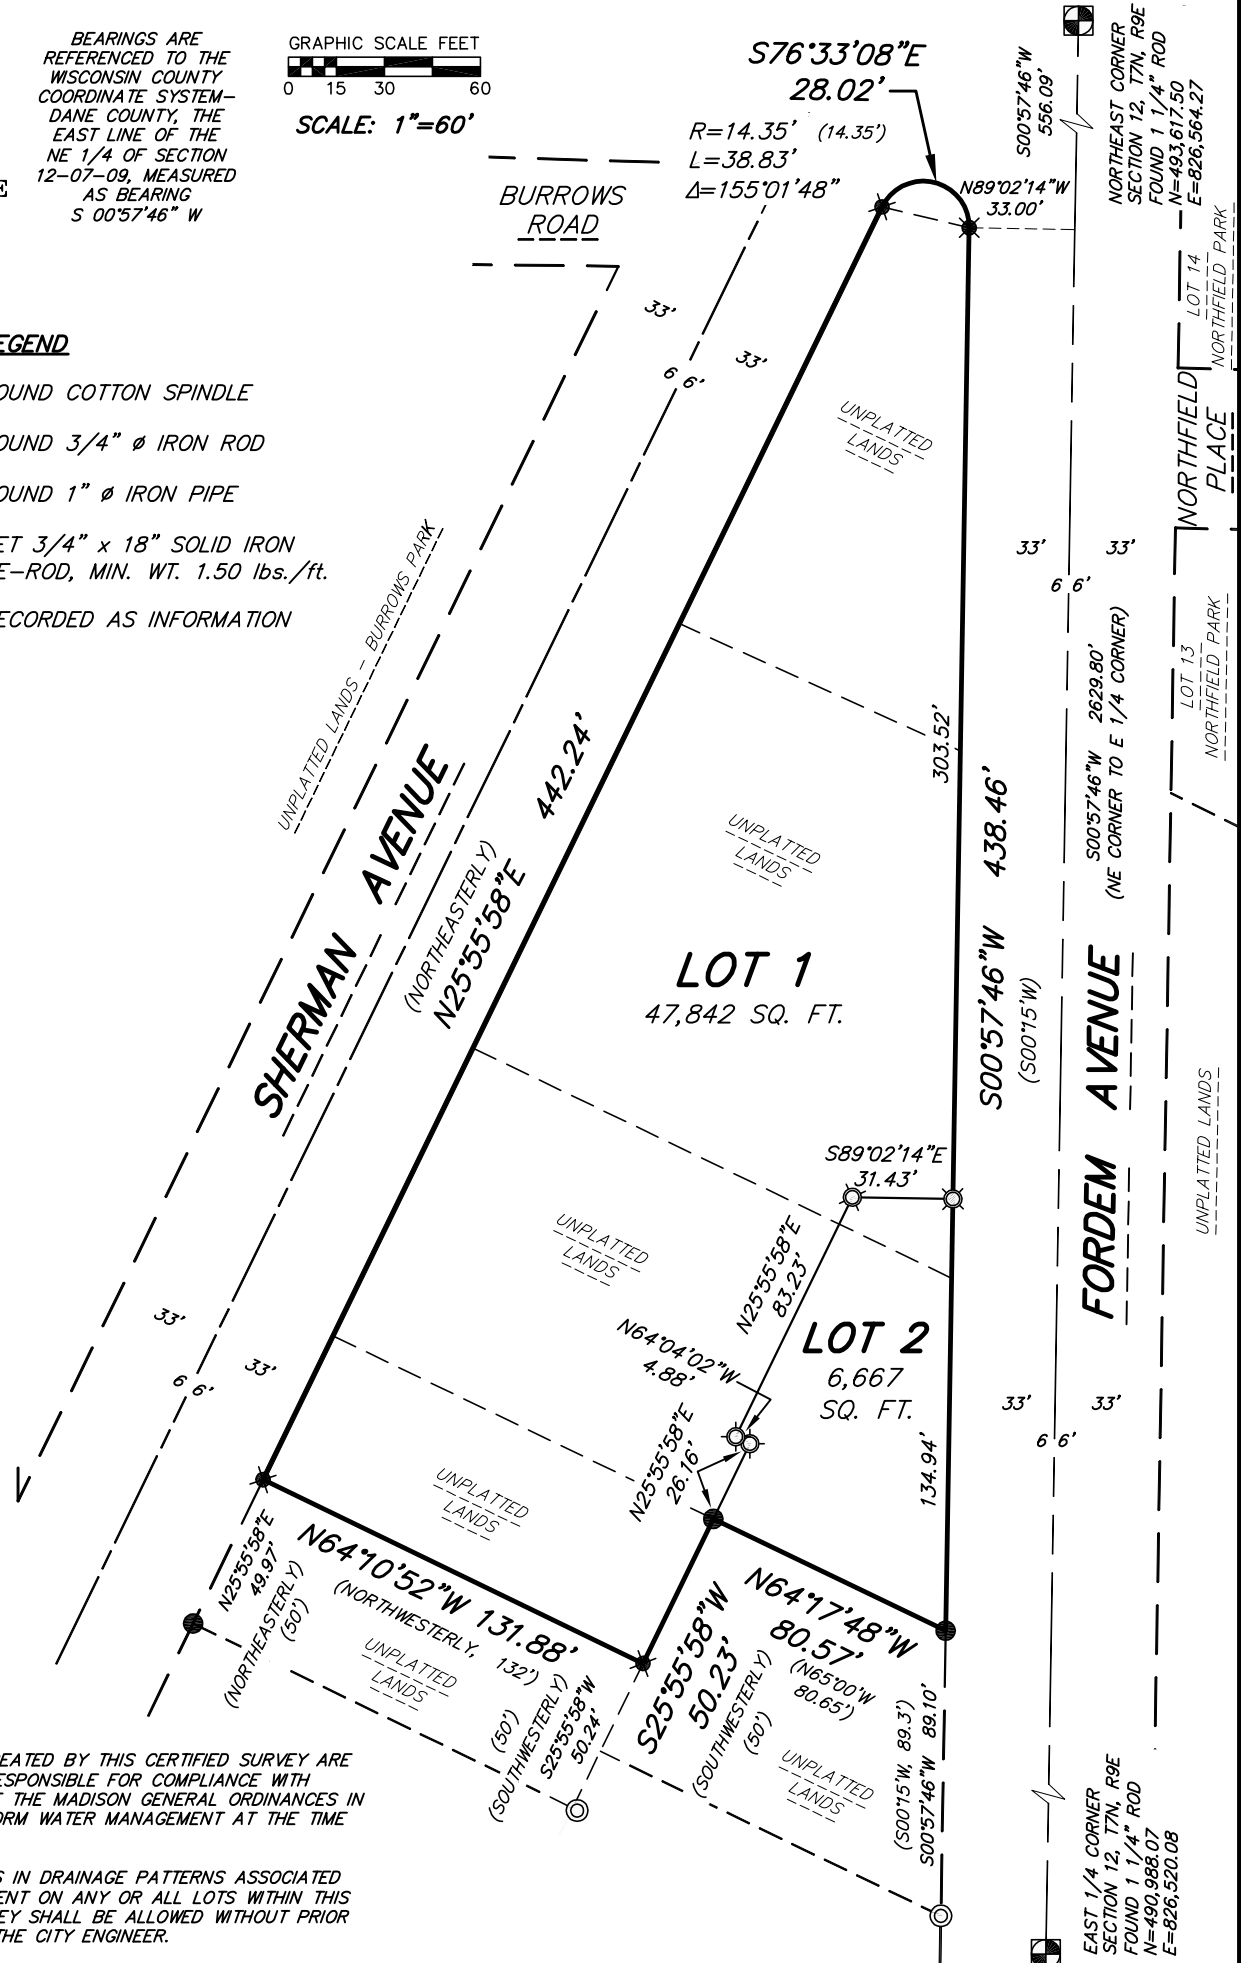 BEARINGS ARE
REFERENCED TO THE
WISCONSIN COUNTY
COORDINATE SYSTEM-
DANE COUNTY, THE
EAST LINE OF THE
NE 1/4 OF SECTION
12-07-09, MEASURED
AS BEARING
S 00°57'46" W
E
GRAPHIC SCALE FEET
0 15 30 60
SCALE: 1"=60'
S76°33'08"E
28.02'
R=14.35' (14.35')
L=38.83'
Δ=155°01'48"
N89°02'14"W
33.00'
S00°57'46"W
556.09'
NORTHEAST CORNER
SECTION 12, T7N, R9E
FOUND 1 1/4" ROD
N=493,617.50
E=826,564.27
BURROWS
ROAD
LOT 14
NORTHFIELD PARK
33'
33'
66'
EGEND
OUND COTTON SPINDLE
OUND 3/4" ø IRON ROD
OUND 1" ø IRON PIPE
ET 3/4" x 18" SOLID IRON
E-ROD, MIN. WT. 1.50 lbs./ft.
ECORDED AS INFORMATION
UNPLATTED
LANDS
NORTHFIELD
PLACE
33'
33'
66'
UNPLATTED LANDS - BURROWS PARK
LOT 13
NORTHFIELD PARK
SHERMAN AVENUE
442.24'
(NORTHEASTERLY)
N25°55'58"E
303.52'
S00°57'46"W 438.46'
(S00°15'W)
S00°57'46"W 2629.80'
(NE CORNER TO E 1/4 CORNER)
UNPLATTED
LANDS
LOT 1
47,842 SQ. FT.
FORDEM AVENUE
UNPLATTED LANDS
S89°02'14"E
31.43'
UNPLATTED
LANDS
N25°55'58"E
83.23'
N64°04'02"W
4.88'
LOT 2
6,667
SQ. FT.
33'
33'
66'
33'
33'
66'
N25°55'58"E
26.16'
134.94'
UNPLATTED
LANDS
N25°55'58"E
49.97'
(NORTHEASTERLY)
(50')
N64°10'52"W 131.88'
(NORTHWESTERLY, 132')
UNPLATTED
LANDS
(50')
(SOUTHWESTERLY)
S25°55'58"W
50.24'
S25°55'58"W
50.23'
(SOUTHWESTERLY)
(50')
N64°17'48"W
80.57'
(N65°00'W
80.65')
UNPLATTED
LANDS
(S00°15'W, 89.3')
S00°57'46"W 89.10'
EATED BY THIS CERTIFIED SURVEY ARE
ESPONSIBLE FOR COMPLIANCE WITH
THE MADISON GENERAL ORDINANCES IN
ORM WATER MANAGEMENT AT THE TIME
S IN DRAINAGE PATTERNS ASSOCIATED
ENT ON ANY OR ALL LOTS WITHIN THIS
EY SHALL BE ALLOWED WITHOUT PRIOR
THE CITY ENGINEER.
EAST 1/4 CORNER
SECTION 12, T7N, R9E
FOUND 1 1/4" ROD
N=490,988.07
E=826,520.08